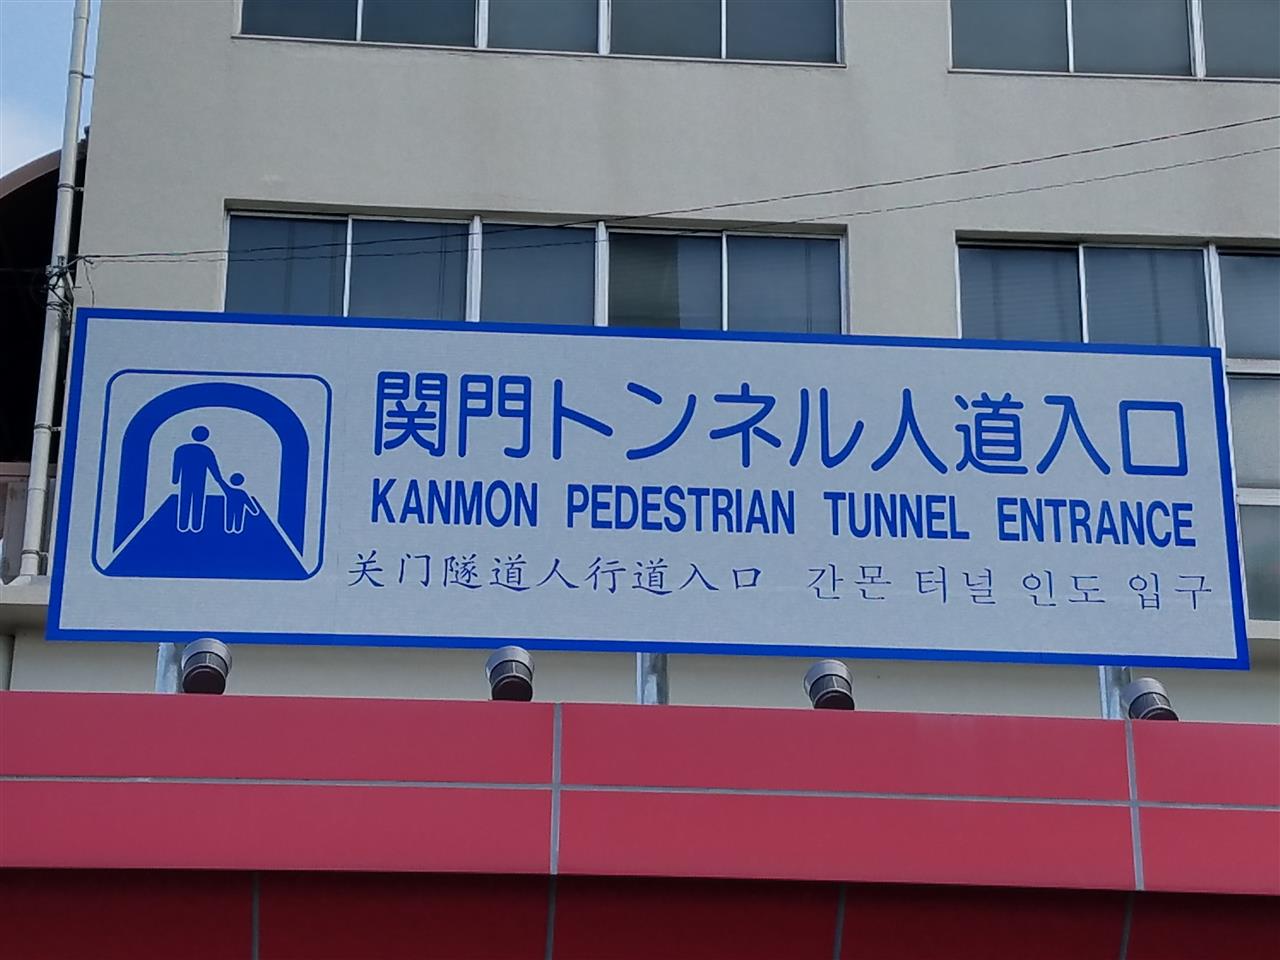 関門トンネル人道入口
KANMON PEDESTRIAN TUNNEL ENTRANCE
关门隧道人行道入口 간몬 터널 인도 입구